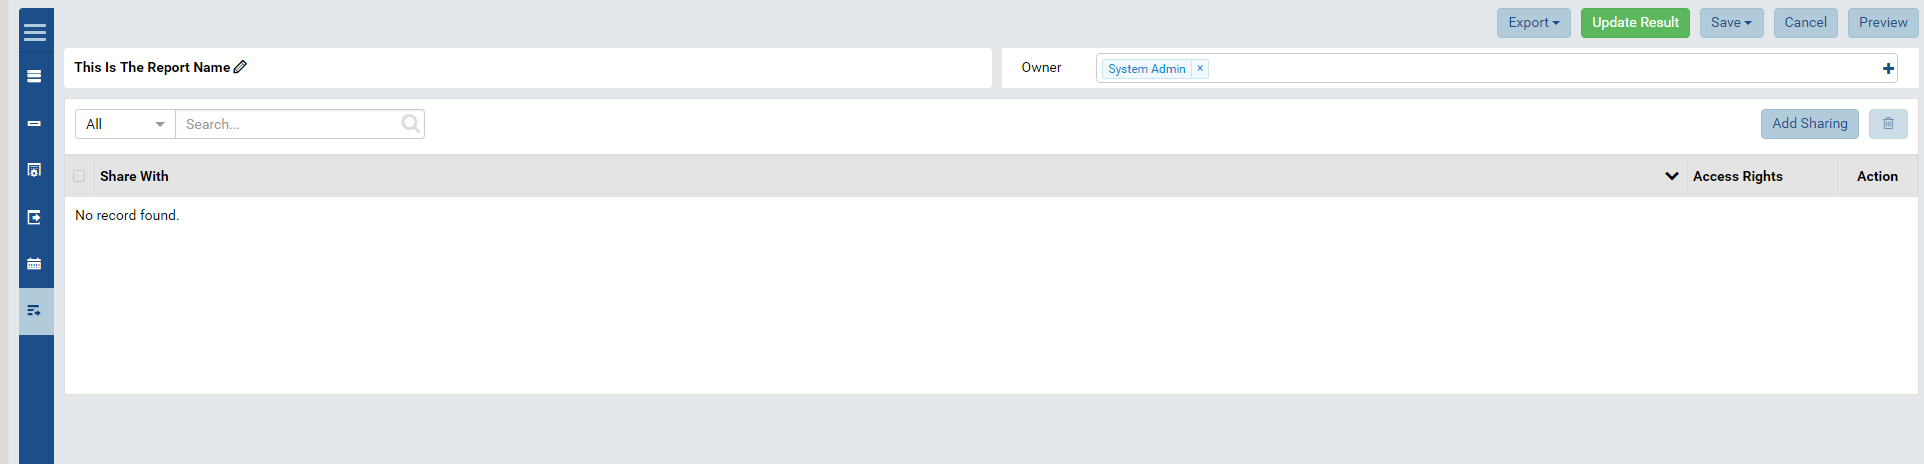 Export Update Result Save Cancel Preview
This Is The Report Name Owner System Admin ×
All Search... Add Sharing
Share With Access Rights Action
No record found.